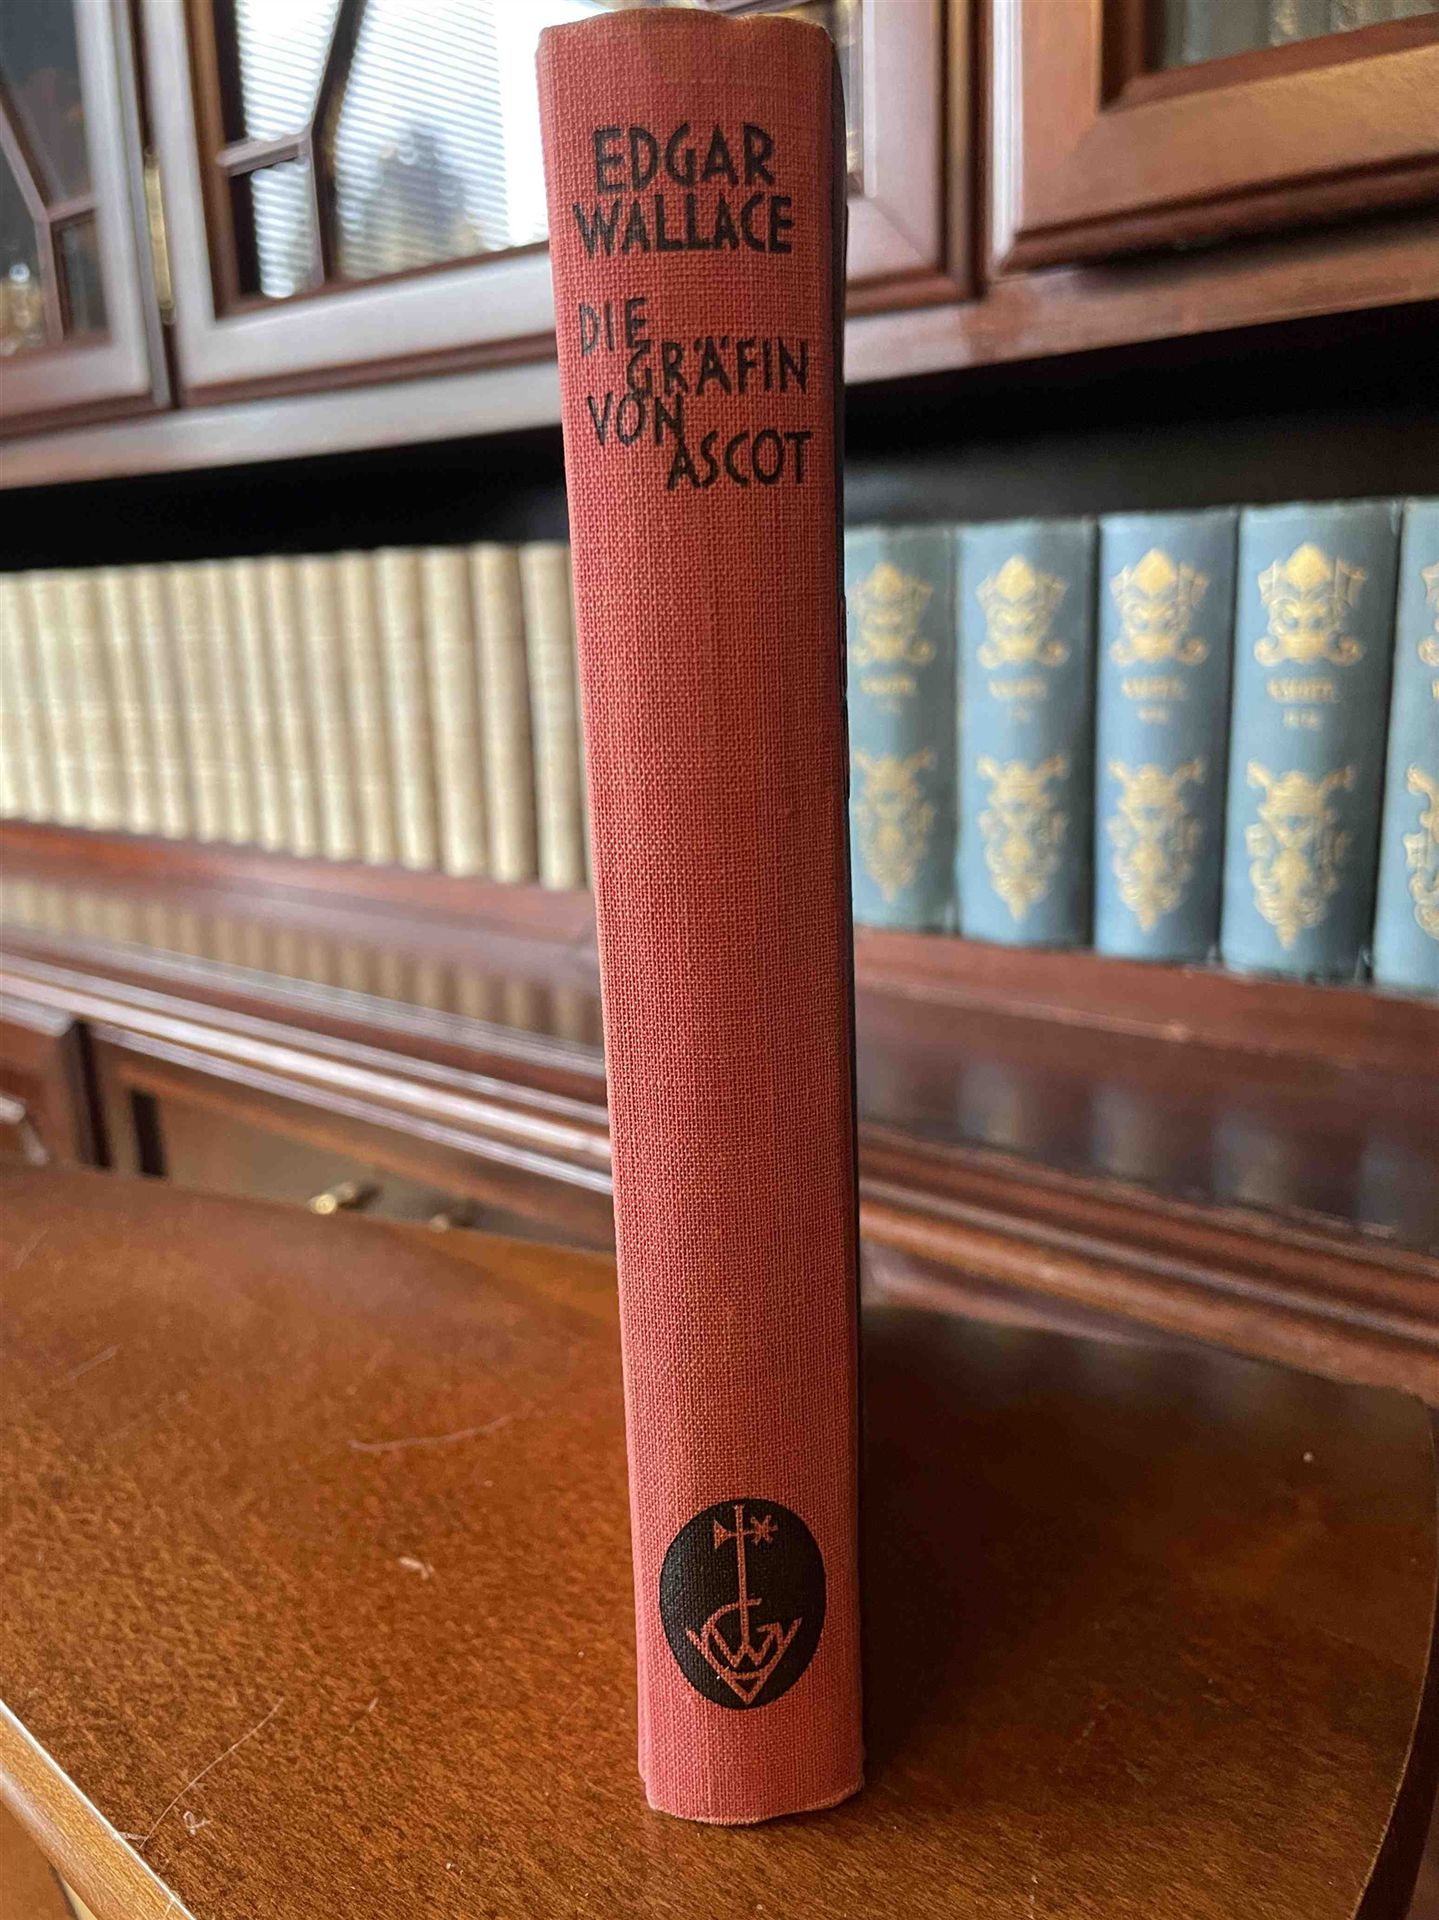 EDGAR
WALLACE
DIE
GRÄFIN
VON
ASCOT